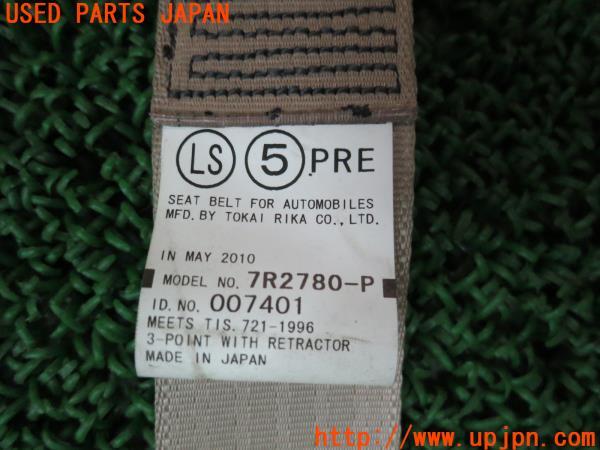 USED PARTS JAPAN
LS 5.PRE
SEAT BELT FOR AUTOMOBILES
MFD. BY TOKAI RIKA CO., LTD.
IN MAY 2010
MODEL NO. 7R2780-P
ID. NO. 007401
MEETS TIS. 721-1996
3-POINT WITH RETRACTOR
MADE IN JAPAN
UPJ
http://www.upjpn.com/